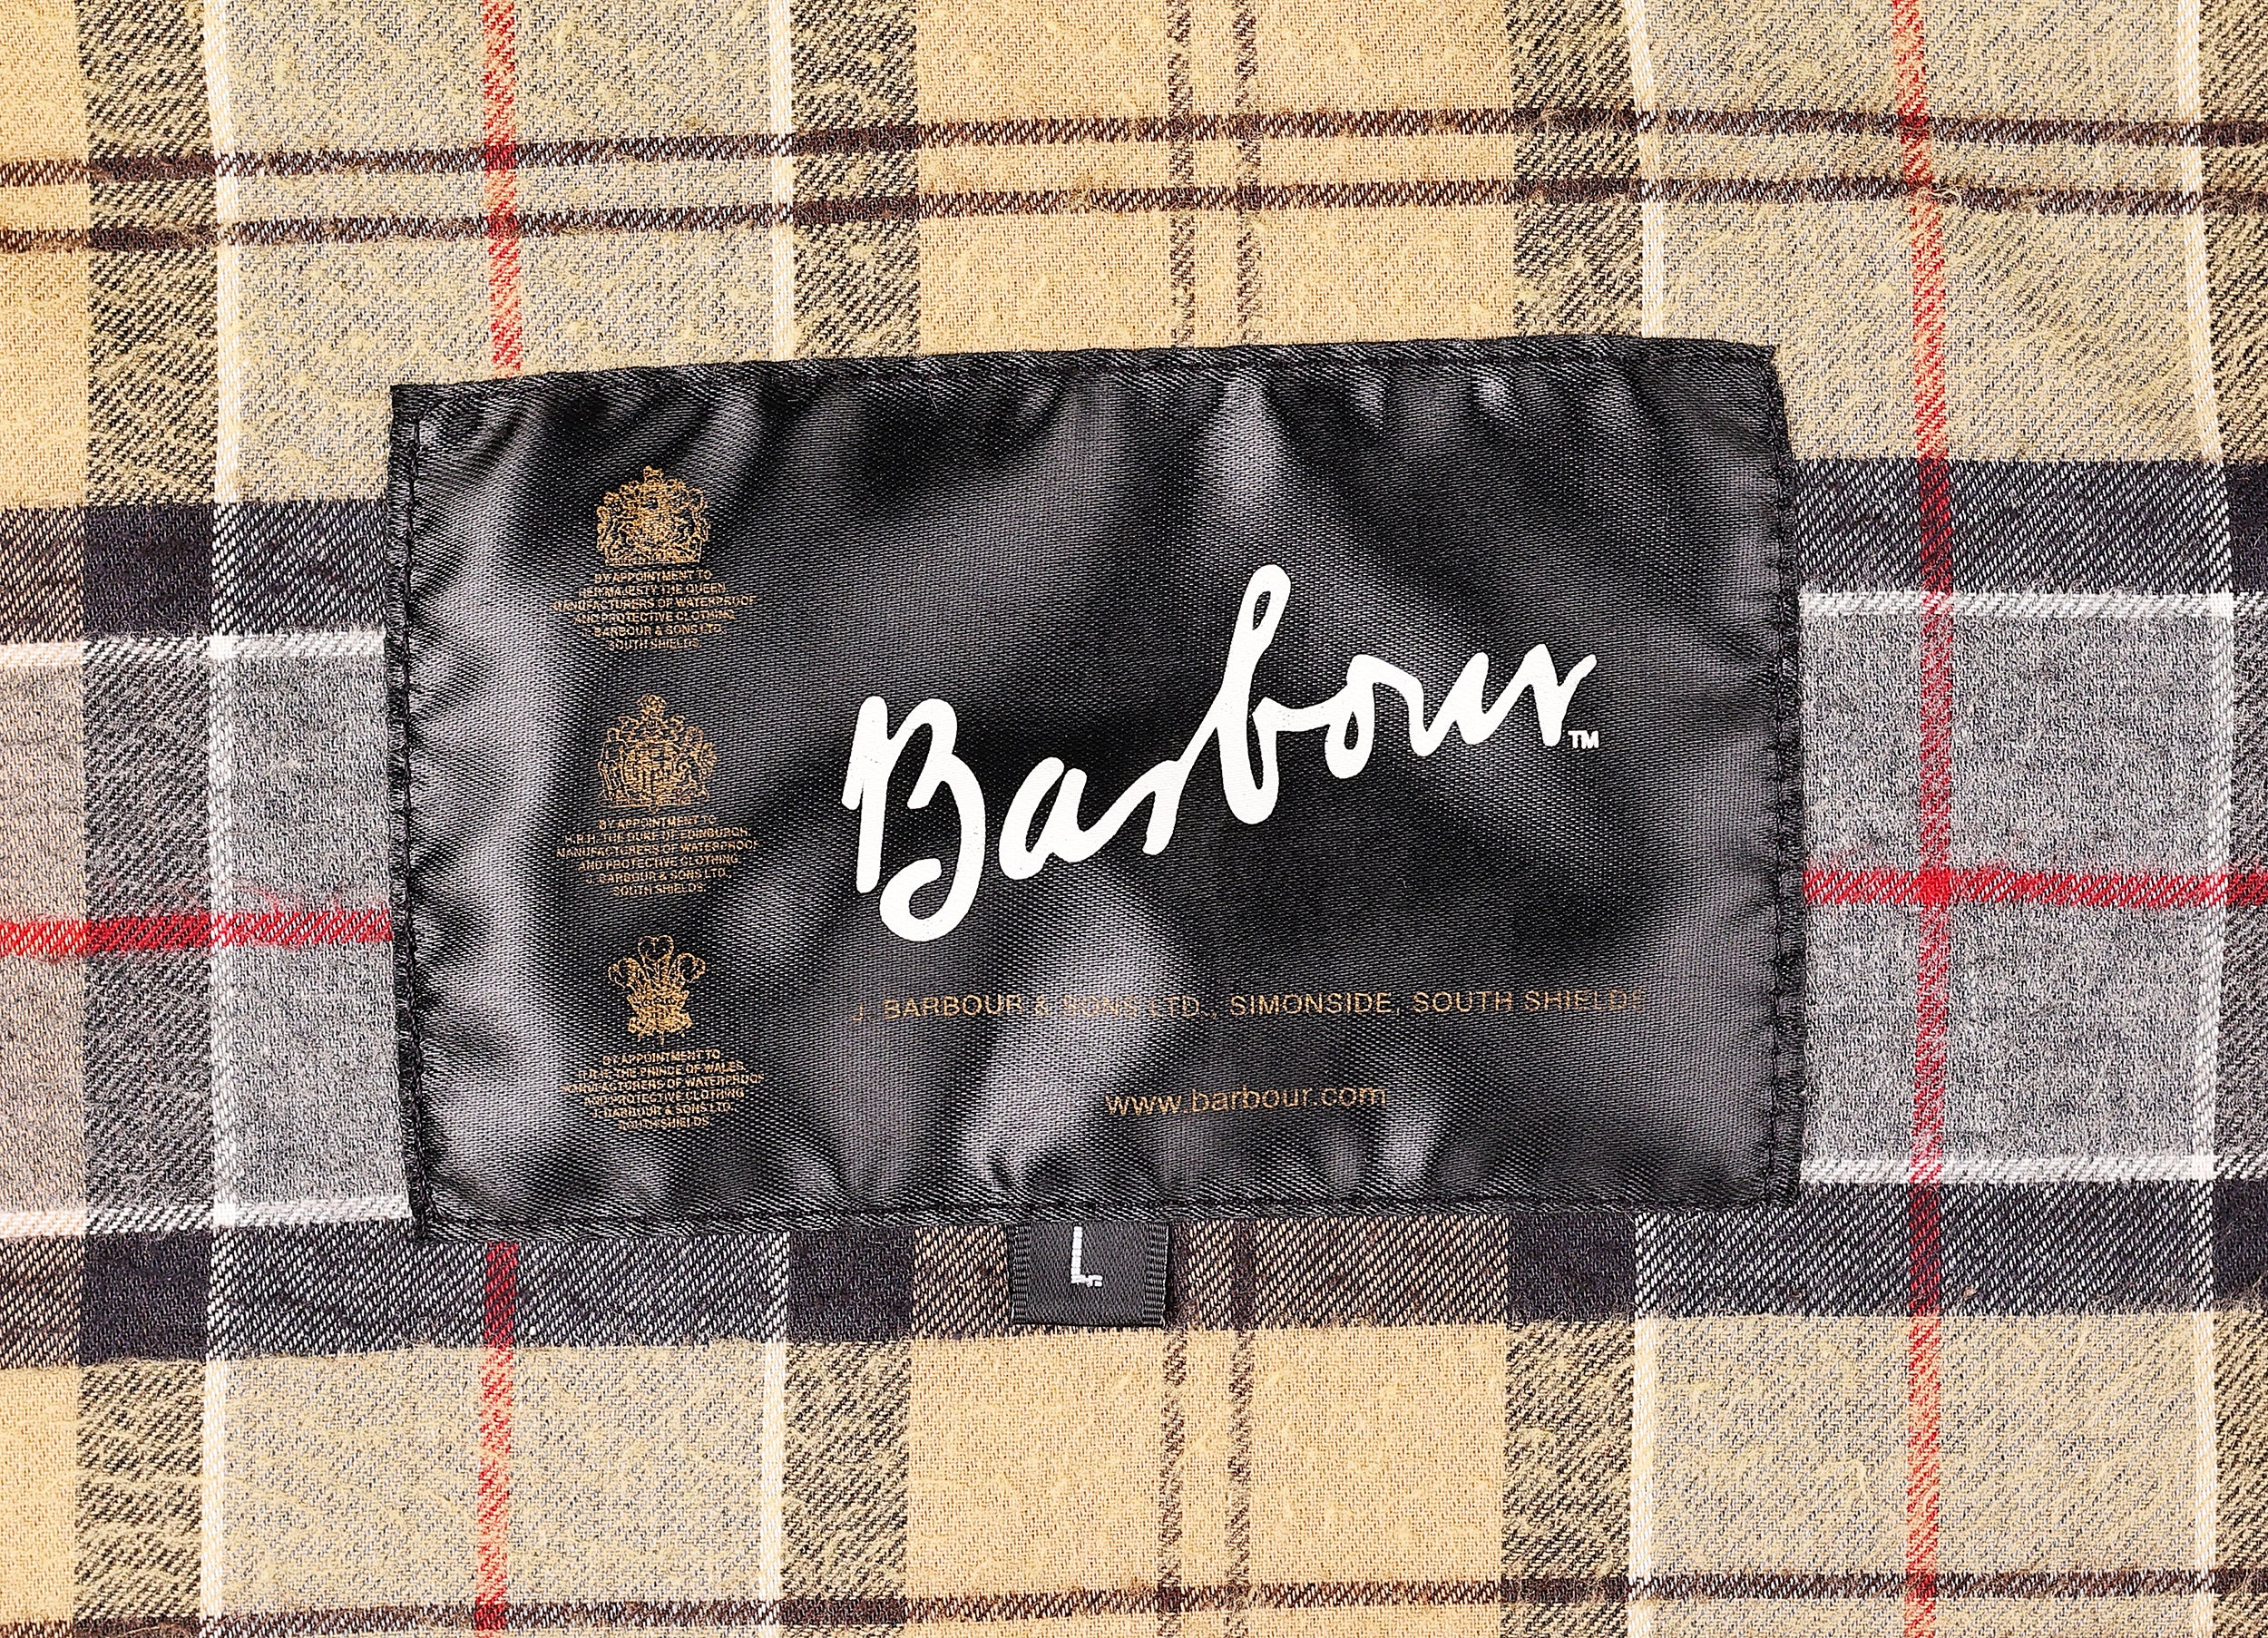 BY APPOINTMENT TO
HER MAJESTY THE QUEEN
MANUFACTURERS OF WATERPROOF
AND PROTECTIVE CLOTHING
J. BARBOUR & SONS LTD.
SOUTH SHIELDS.
BY APPOINTMENT TO
H.R.H. THE DUKE OF EDINBURGH
MANUFACTURERS OF WATERPROOF
AND PROTECTIVE CLOTHING
J. BARBOUR & SONS LTD.
SOUTH SHIELDS.
BY APPOINTMENT TO
H.R.H. THE PRINCE OF WALES
MANUFACTURERS OF WATERPROOF
AND PROTECTIVE CLOTHING
J. BARBOUR & SONS LTD.
SOUTH SHIELDS.
Barbour™
J. BARBOUR & SONS LTD., SIMONSIDE, SOUTH SHIELDS
www.barbour.com
L